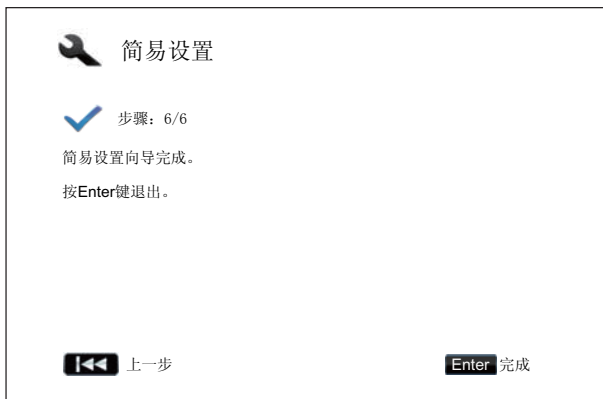 简易设置
步骤：6/6
简易设置向导完成。
按Enter键退出。
上一步
Enter 完成